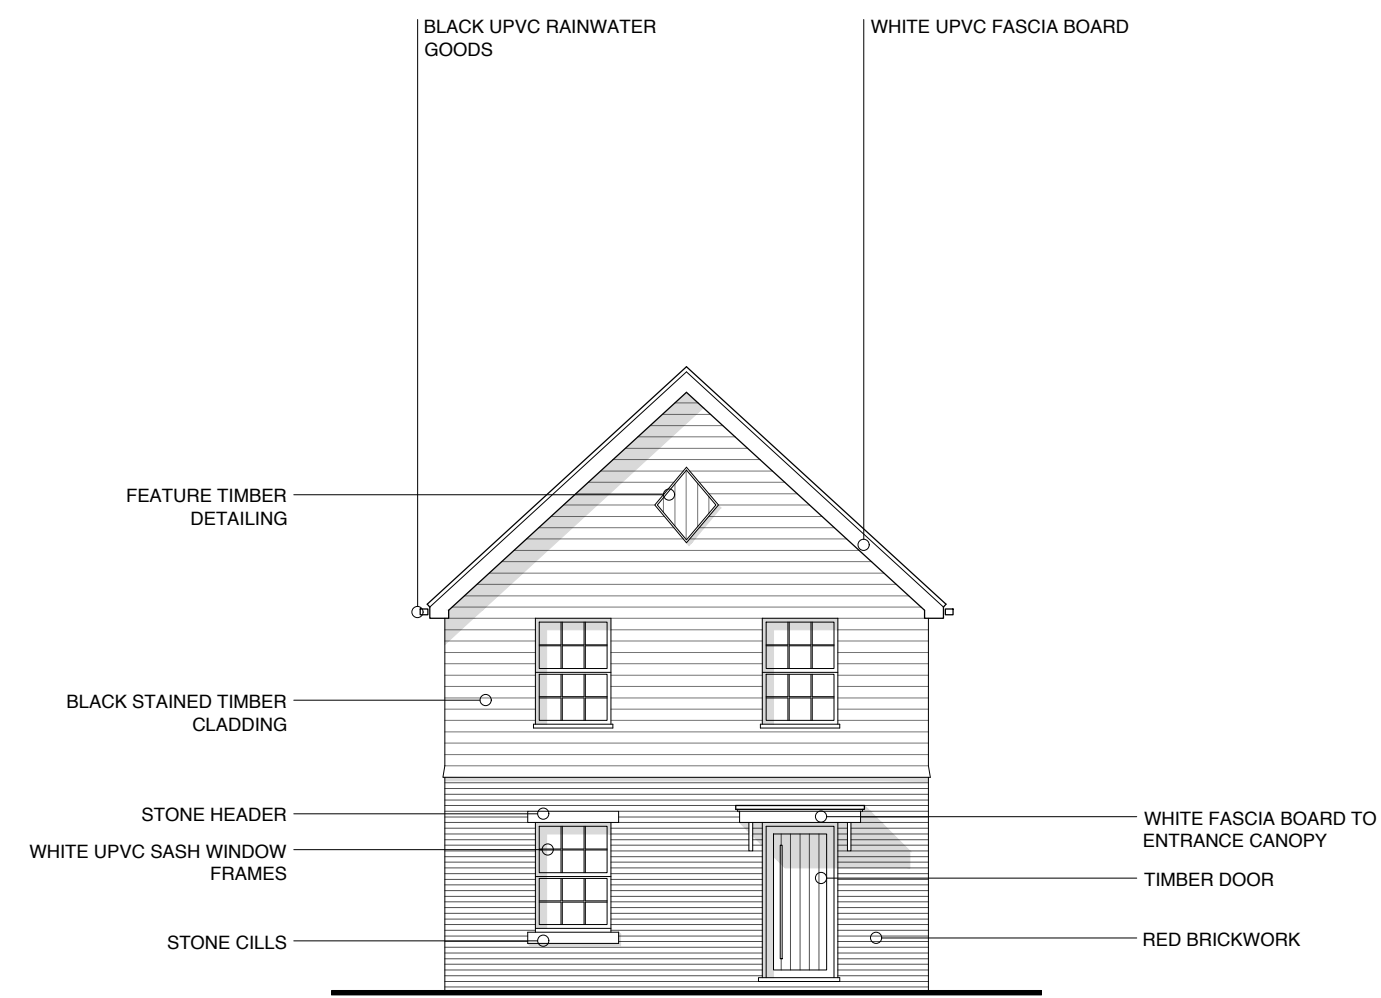 BLACK UPVC RAINWATER
GOODS
WHITE UPVC FASCIA BOARD
FEATURE TIMBER
DETAILING
BLACK STAINED TIMBER
CLADDING
STONE HEADER
WHITE UPVC SASH WINDOW
FRAMES
STONE CILLS
WHITE FASCIA BOARD TO
ENTRANCE CANOPY
TIMBER DOOR
RED BRICKWORK